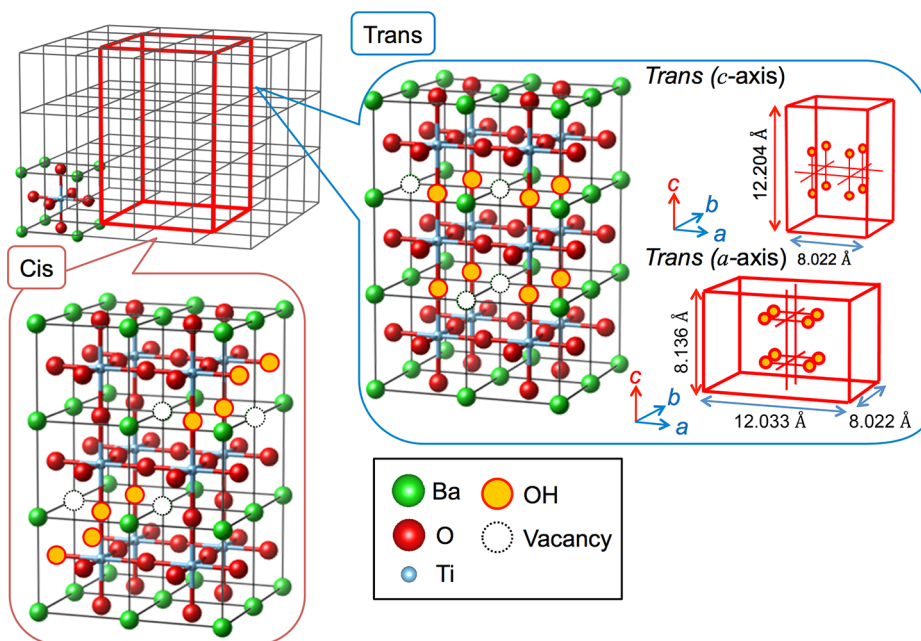 Trans
Trans (c-axis)
12.204 Å
c
b
a
8.022 Å
Trans (a-axis)
8.136 Å
c
b
a
12.033 Å
8.022 Å
Cis
Ba
OH
O
Vacancy
Ti